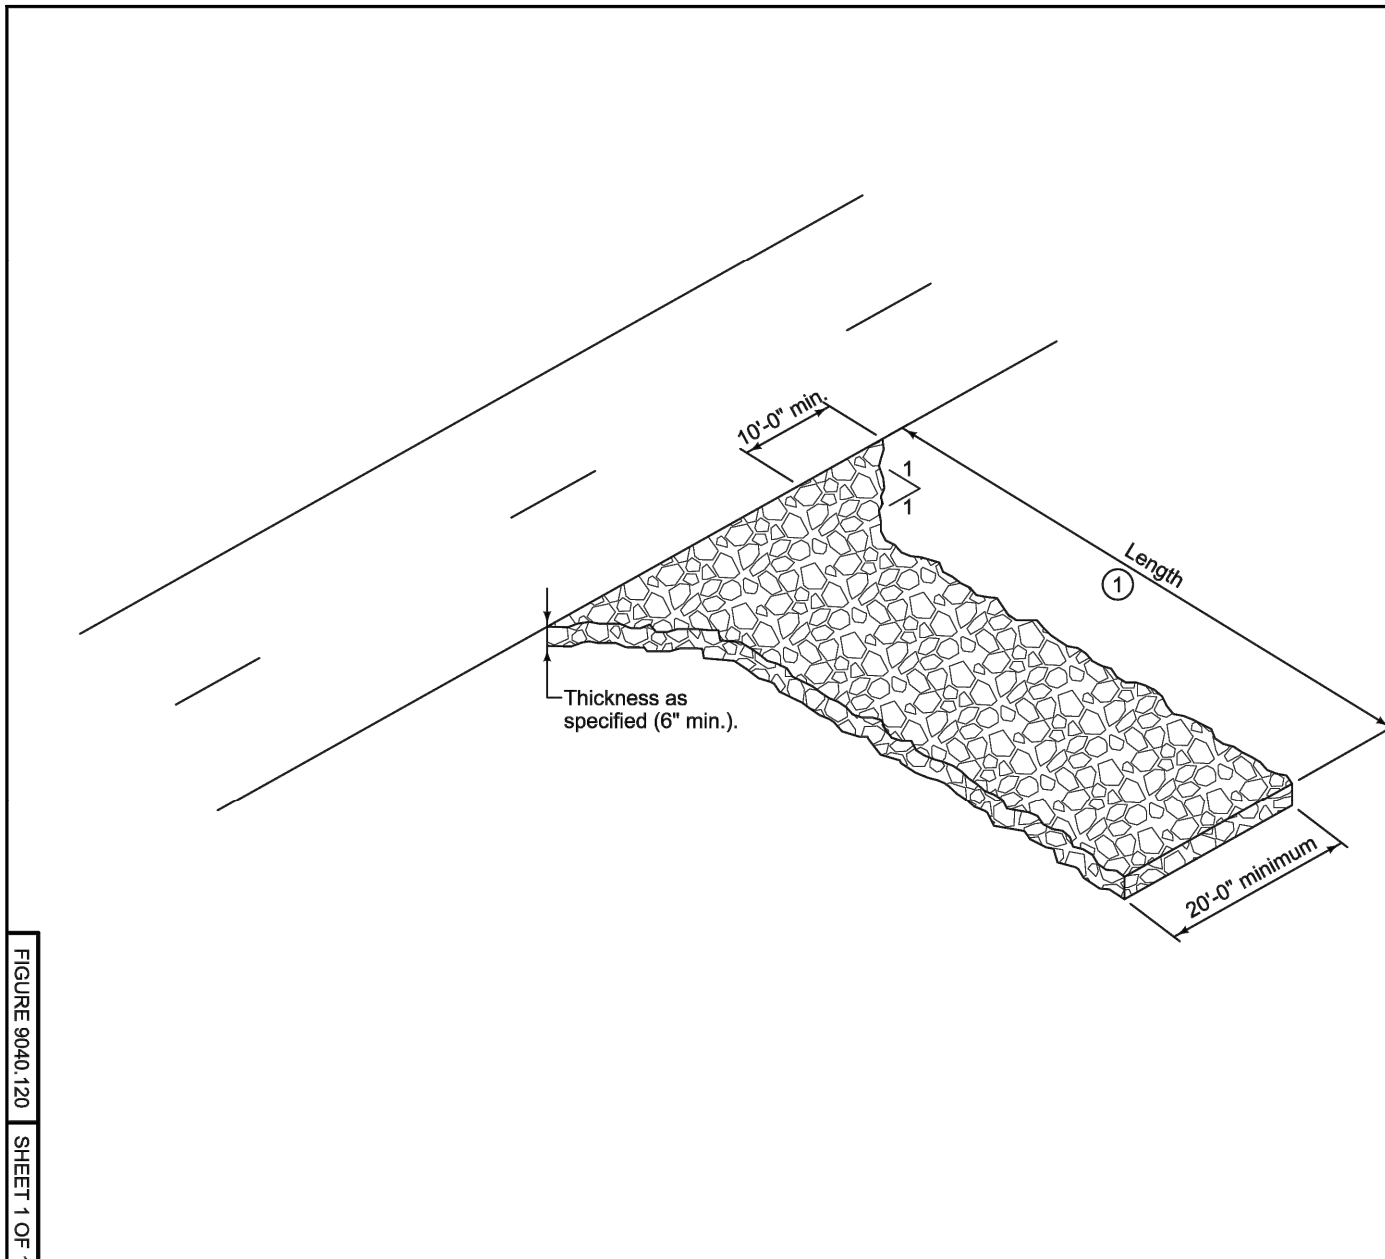 10'-0" min.
1
1
Length
1
Thickness as
specified (6" min.).
20'-0" minimum
FIGURE 9040.120
SHEET 1 OF